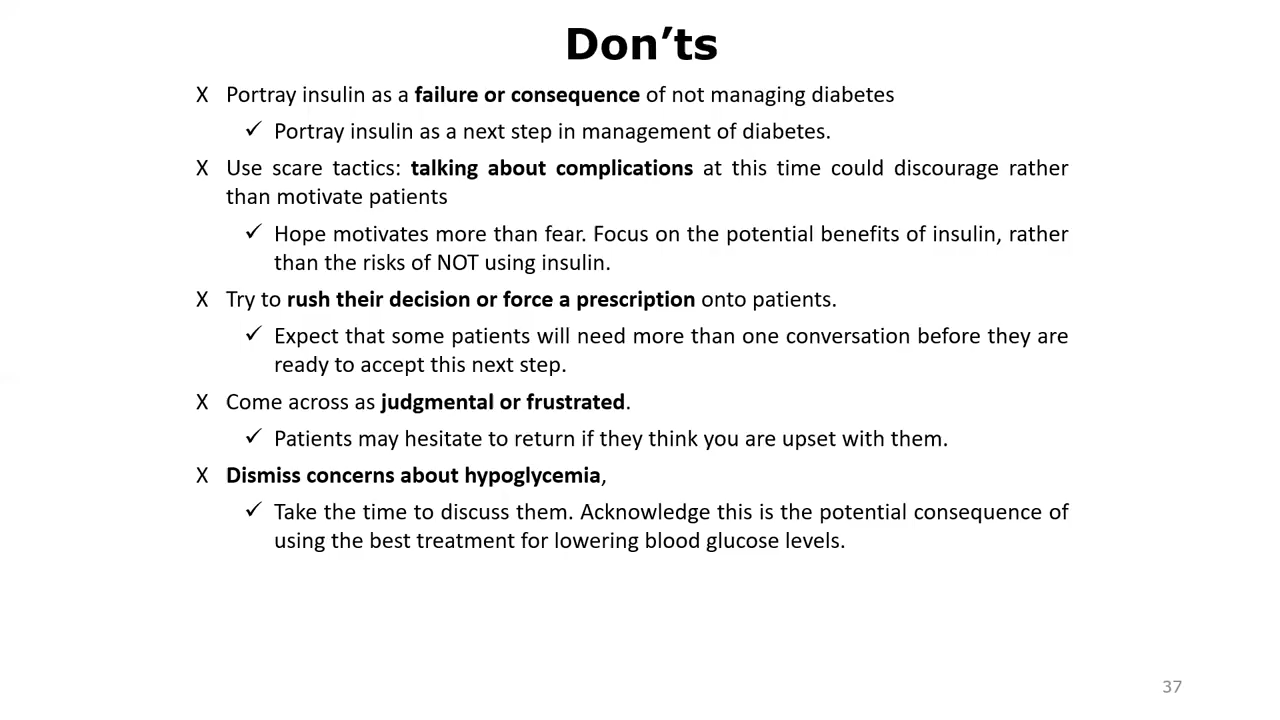 Don’ts
X Portray insulin as a failure or consequence of not managing diabetes
✓ Portray insulin as a next step in management of diabetes.
X Use scare tactics: talking about complications at this time could discourage rather
than motivate patients
✓ Hope motivates more than fear. Focus on the potential benefits of insulin, rather
than the risks of NOT using insulin.
X Try to rush their decision or force a prescription onto patients.
✓ Expect that some patients will need more than one conversation before they are
ready to accept this next step.
X Come across as judgmental or frustrated.
✓ Patients may hesitate to return if they think you are upset with them.
X Dismiss concerns about hypoglycemia,
✓ Take the time to discuss them. Acknowledge this is the potential consequence of
using the best treatment for lowering blood glucose levels.
37